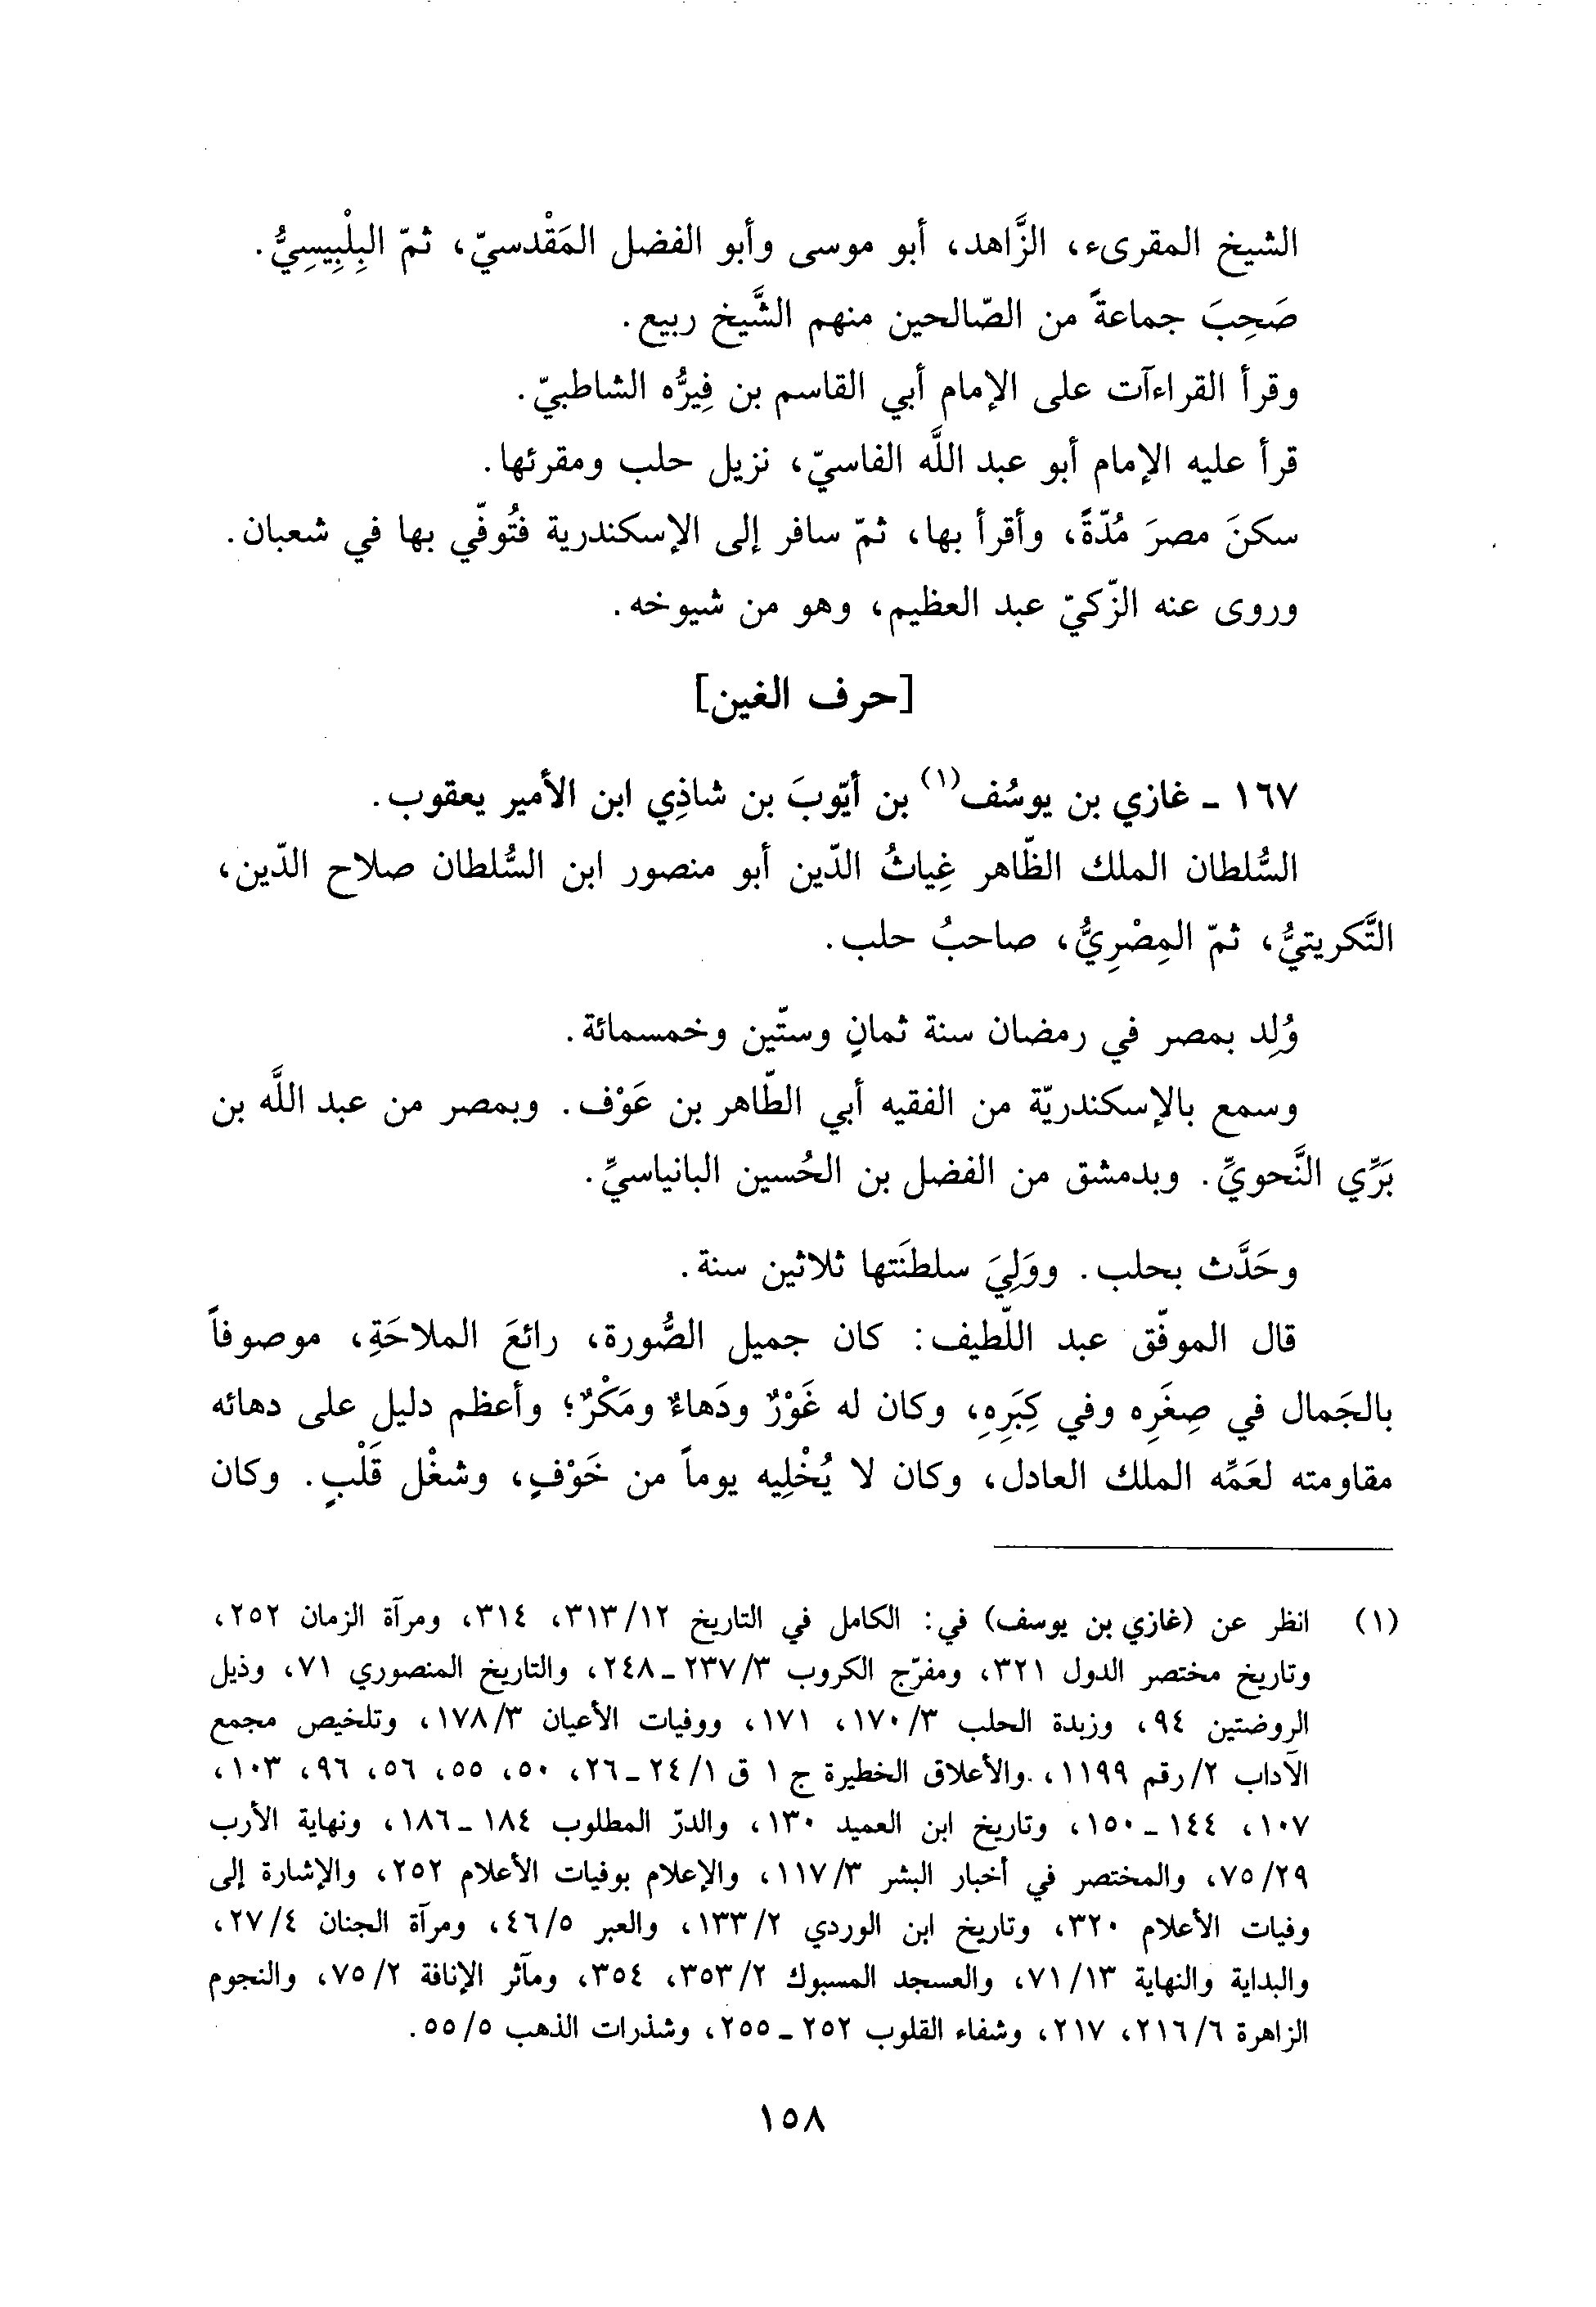 الشيخ المقرىء، الزَّاهد، أبو موسى وأبو الفضل المَقْدسيّ، ثمّ البِلْبِيسِيُّ.
صَحِبَ جماعةً من الصّالحين منهم الشَّيخ ربيع.
وقرأ القراءآت على الإمام أبي القاسم بن فِيرُّه الشاطبيّ.
قرأ عليه الإمام أبو عبد اللَّه الفاسيّ، نزيل حلب ومقرئها.
سكنَ مصرَ مُدّةً، وأقرأ بها، ثمّ سافر إلى الإسكندرية فتُوفّي بها في شعبان.
وروى عنه الزّكيّ عبد العظيم، وهو من شيوخه.
[حرف الغين]
١٦٧ ـ غازي بن يوسُف(١) بن أيّوبَ بن شاذِي ابن الأمير يعقوب.
السُّلطان الملك الظّاهر غِياثُ الدّين أبو منصور ابن السُّلطان صلاح الدّين،
التَّكريتيُّ، ثمّ المِصْرِيُّ، صاحبُ حلب.
وُلِد بمصر في رمضان سنة ثمانٍ وستّين وخمسمائة.
وسمع بالإسكندريّة من الفقيه أبي الطّاهر بن عَوْف. وبمصر من عبد اللَّه بن
بَرِّي النَّحويِّ. وبدمشق من الفضل بن الحُسين البانياسيِّ.
وحَدَّث بحلب. ووَلِيَ سلطنَتها ثلاثين سنة.
قال الموفّق عبد اللّطيف: كان جميل الصُّورة، رائعَ الملاحَةِ، موصوفاً
بالجَمال في صِغَرِه وفي كِبَرِهِ، وكان له غَوْرٌ ودَهاءٌ ومَكْرٌ؛ وأعظم دليل على دهائه
مقاومته لعَمِّه الملك العادل، وكان لا يُخْلِيه يوماً من خَوْفٍ، وشغْل قَلْبٍ. وكان
(١) انظر عن (غازي بن يوسف) في: الكامل في التاريخ ٣١٣/١٢، ٣١٤، ومرآة الزمان ٢٥٢،
وتاريخ مختصر الدول ٣٢١، ومفرّج الكروب ٢٣٧/٣ ـ ٢٤٨، والتاريخ المنصوري ٧١، وذيل
الروضتين ٩٤، وزبدة الحلب ١٧٠/٣، ١٧١، ووفيات الأعيان ١٧٨/٣، وتلخيص مجمع
الآداب ٢/رقم ١١٩٩، والأعلاق الخطيرة ج ١ ق ٢٤/١ ـ ٢٦، ٥٠، ٥٥، ٥٦، ٩٦، ١٠٣،
١٠٧، ١٤٤ ـ ١٥٠، وتاريخ ابن العميد ١٣٠، والدرّ المطلوب ١٨٤ ـ ١٨٦، ونهاية الأرب
٧٥/٢٩، والمختصر في أخبار البشر ١١٧/٣، والإعلام بوفيات الأعلام ٢٥٢، والإشارة إلى
وفيات الأعلام ٣٢٠، وتاريخ ابن الوردي ١٣٣/٢، والعبر ٤٦/٥، ومرآة الجنان ٢٧/٤،
والبداية والنهاية ٧١/١٣، والعسجد المسبوك ٣٥٣/٢، ٣٥٤، ومآثر الإنافة ٧٥/٢، والنجوم
الزاهرة ٢١٦/٦، ٢١٧، وشفاء القلوب ٢٥٢ ـ ٢٥٥، وشذرات الذهب ٥٥/٥.
١٥٨